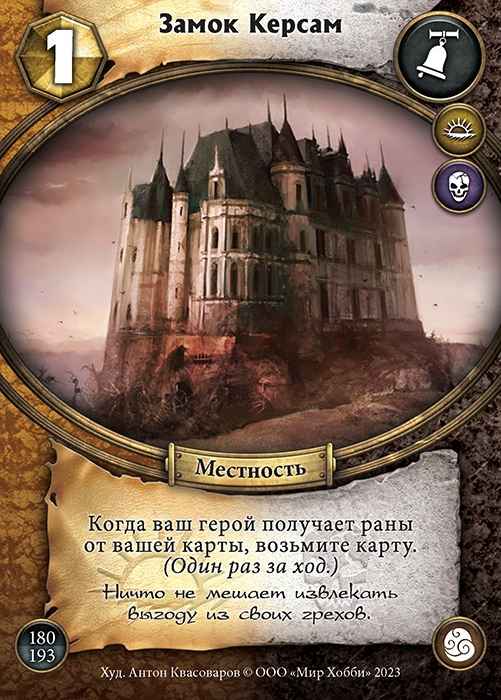 Замок Керсам
1
Местность
Когда ваш герой получает раны
от вашей карты, возьмите карту.
(Один раз за ход.)
Ничто не мешает извлекать
выгоду из своих грехов.
180
193
Худ. Антон Квасоваров © ООО «Мир Хобби» 2023